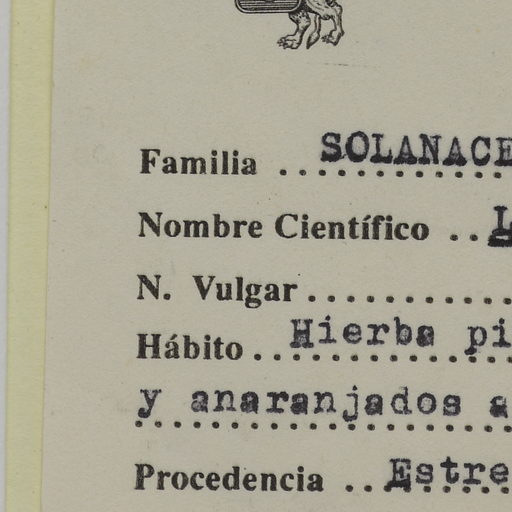 Familia .. SOLANACE
Nombre Científico .. L
N. Vulgar
Hábito .. Hierba pi
y anaranjados a
Procedencia .. Estre